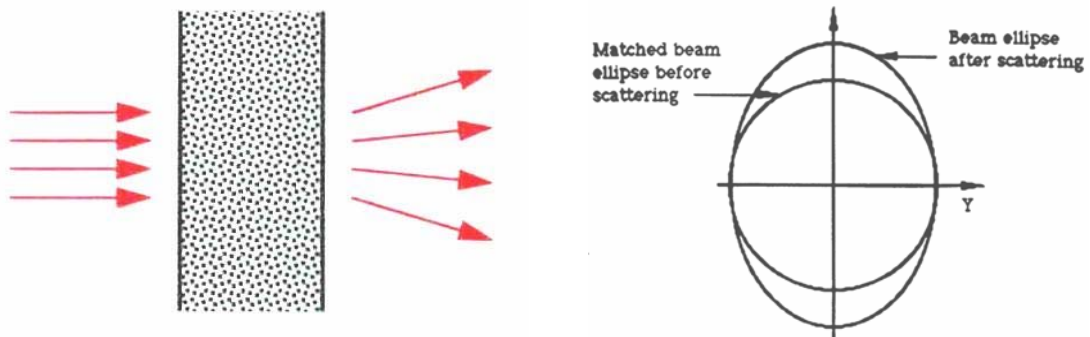 Matched beam
ellipse before
scattering
Beam ellipse
after scattering
Y